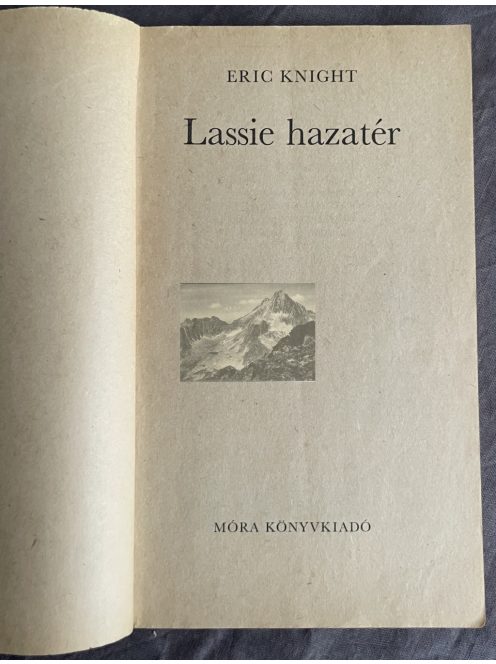 ERIC KNIGHT
Lassie hazatér
MÓRA KÖNYVKIADÓ